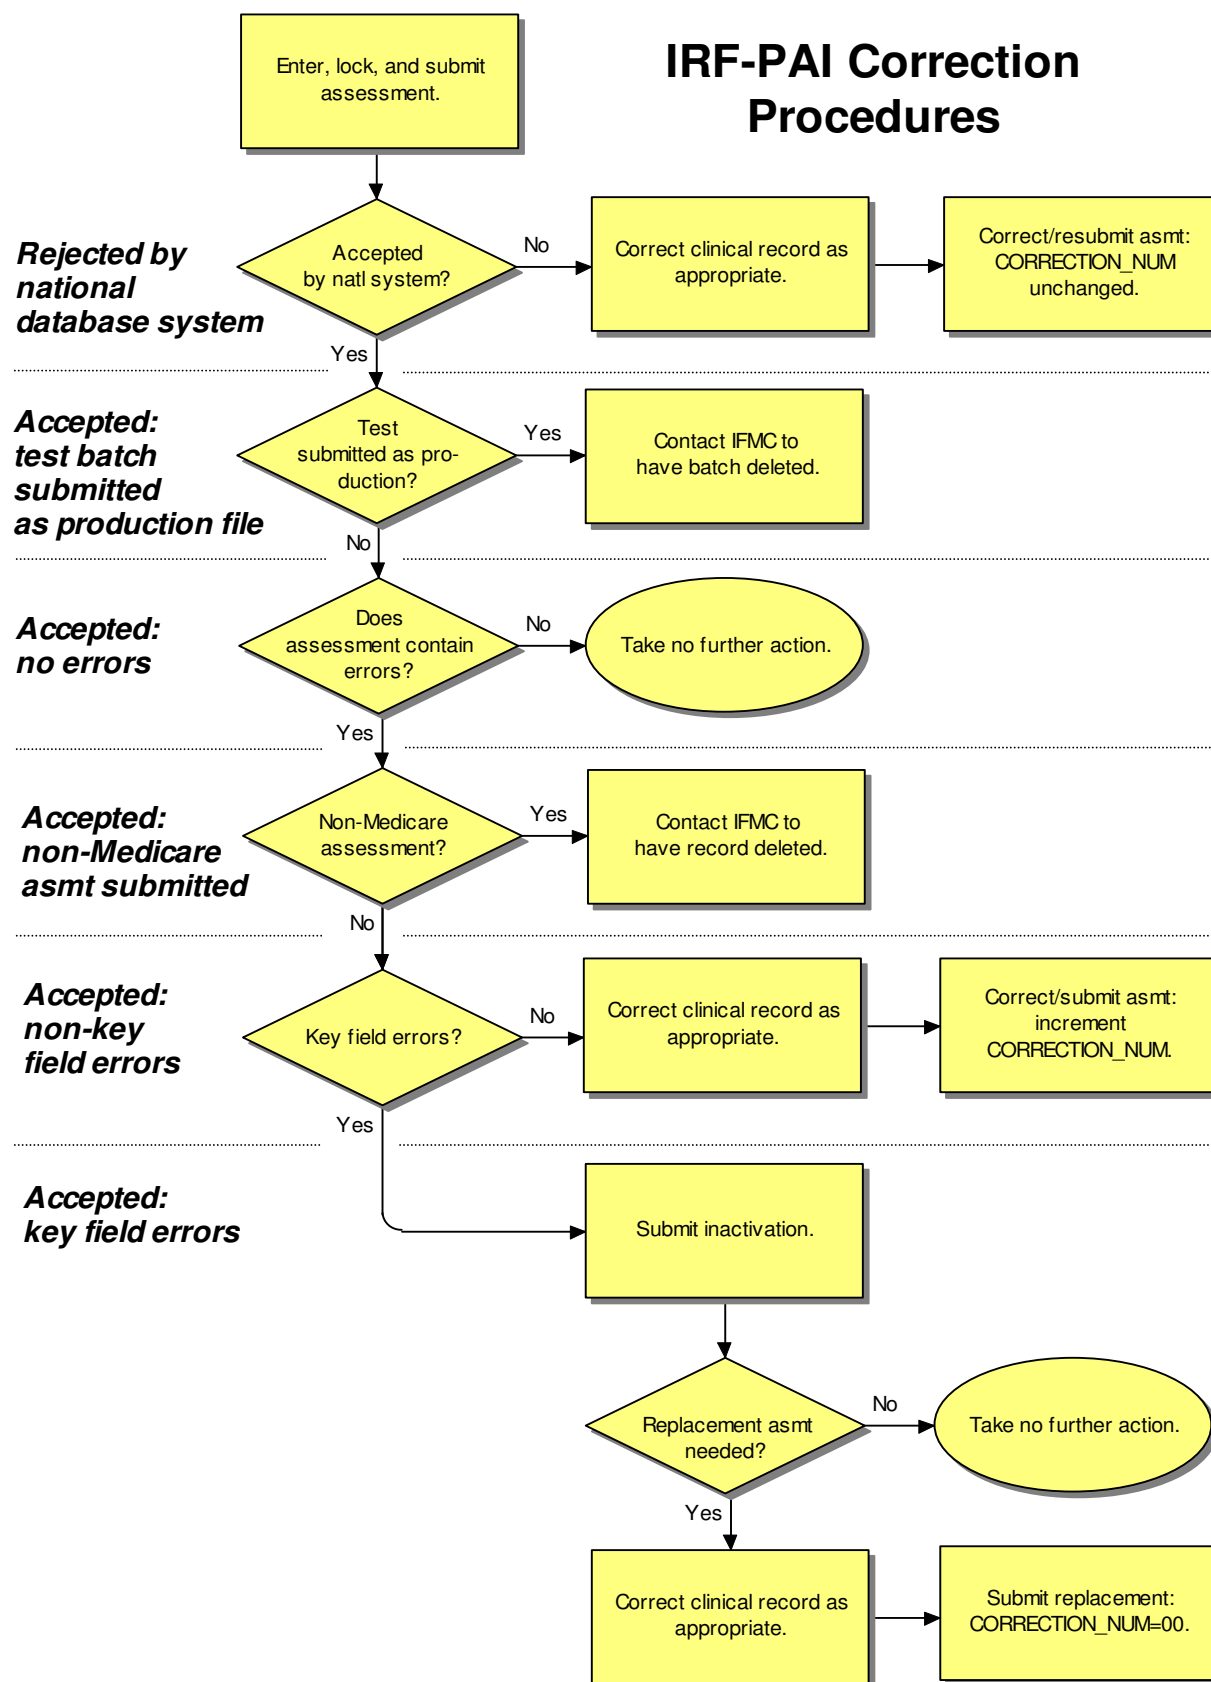 IRF-PAI Correction
Procedures
Enter, lock, and submit
assessment.
Rejected by
national
database system
Accepted
by natl system?
No
Correct clinical record as
appropriate.
Correct/resubmit asmt:
CORRECTION_NUM
unchanged.
Yes
Accepted:
test batch
submitted
as production file
Test
submitted as pro-
duction?
Yes
Contact IFMC to
have batch deleted.
No
Accepted:
no errors
Does
assessment contain
errors?
No
Take no further action.
Yes
Accepted:
non-Medicare
asmt submitted
Non-Medicare
assessment?
Yes
Contact IFMC to
have record deleted.
No
Accepted:
non-key
field errors
Key field errors?
No
Correct clinical record as
appropriate.
Correct/submit asmt:
increment
CORRECTION_NUM.
Yes
Accepted:
key field errors
Submit inactivation.
Replacement asmt
needed?
No
Take no further action.
Yes
Correct clinical record as
appropriate.
Submit replacement:
CORRECTION_NUM=00.